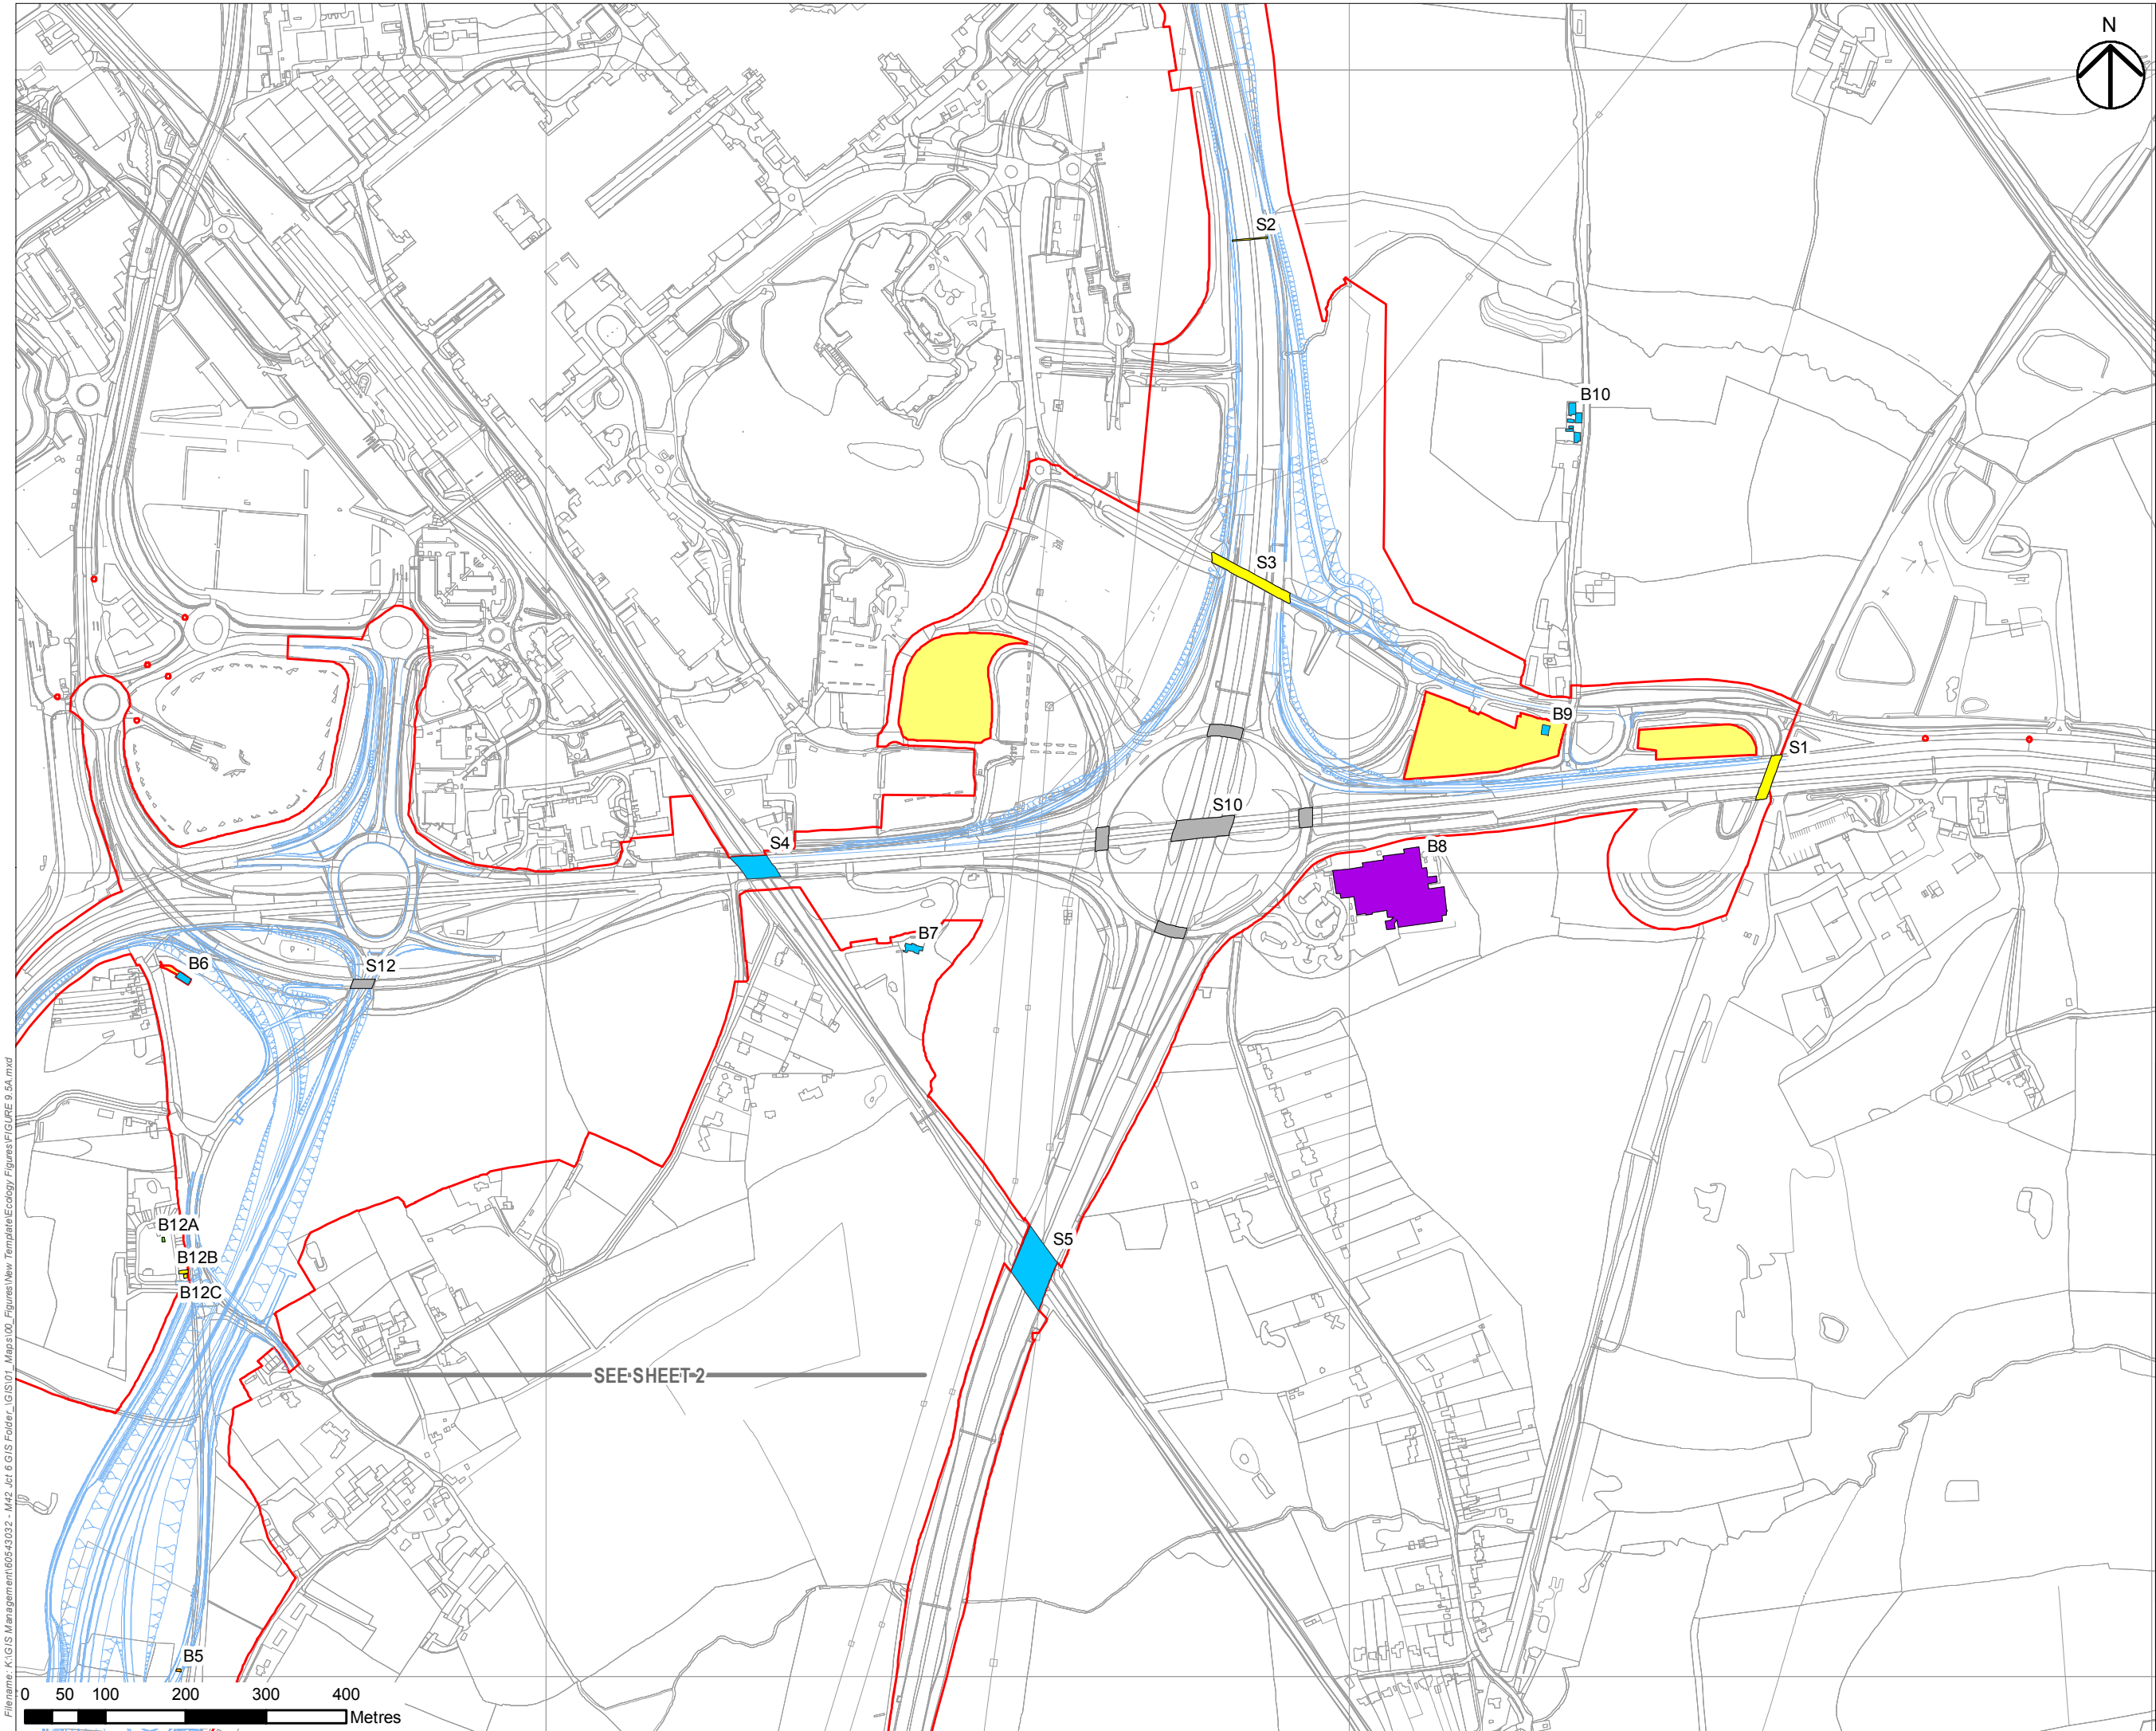 N
S2
B10
S3
B9
S1
S10
S4
B8
B7
B6
S12
B12A
S5
B12B
B12C
SEE SHEET 2
B5
0 50 100 200 300 400
Metres
Filename: K:\GIS Management\60543032 - M42 Jct 6 GIS Folder_\GIS\01_Maps\00_Figures\New Template\Ecology Figures\FIGURE 9.5A.mxd